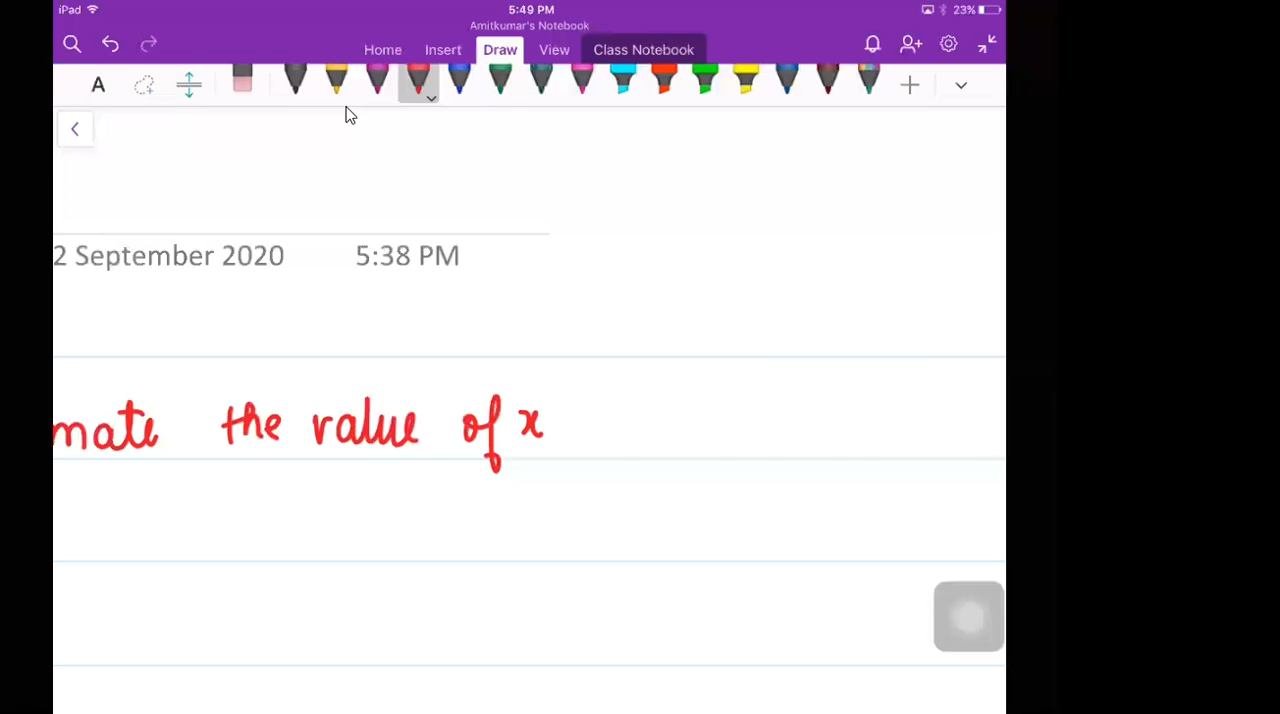 iPad 5:49 PM 23%
Amitkumar's Notebook
Home Insert Draw View Class Notebook
A
2 September 2020 5:38 PM
mate the value of x